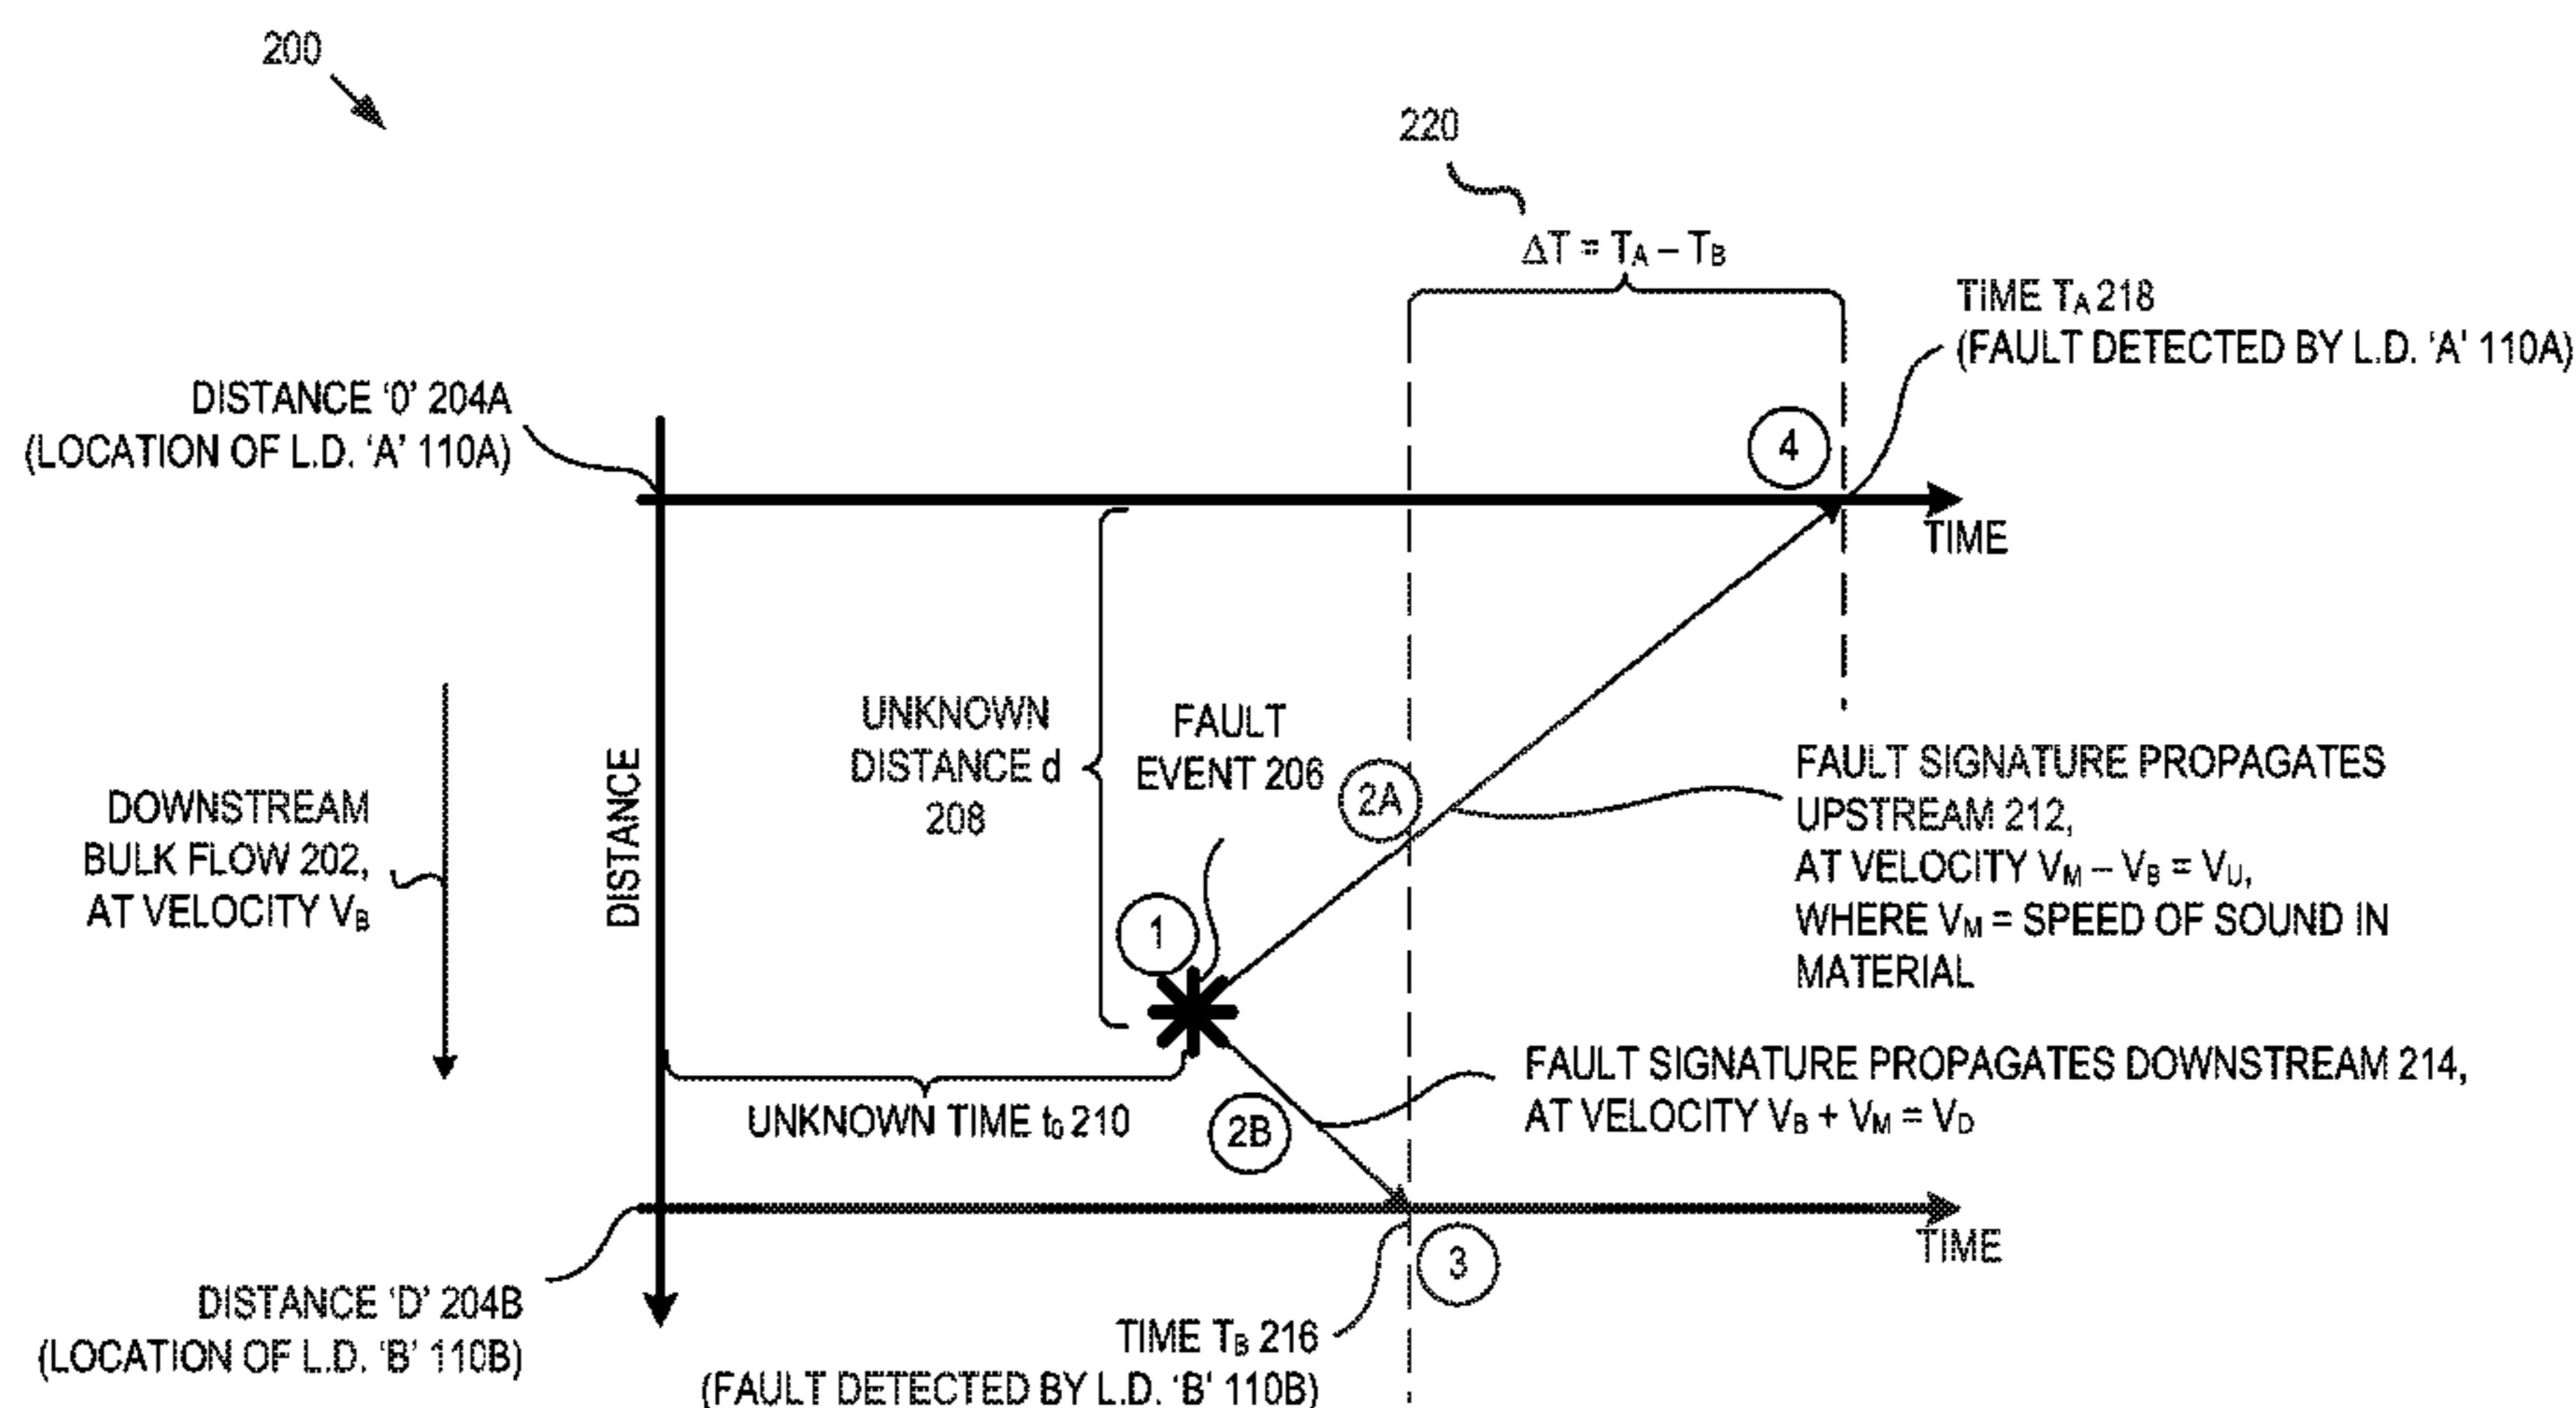 200
220
ΔT = TA – TB
TIME TA 218
(FAULT DETECTED BY L.D. 'A' 110A)
DISTANCE '0' 204A
(LOCATION OF L.D. 'A' 110A)
4
TIME
UNKNOWN
DISTANCE d
208
FAULT
EVENT 206
2A
FAULT SIGNATURE PROPAGATES
UPSTREAM 212,
AT VELOCITY VM – VB = VU,
WHERE VM = SPEED OF SOUND IN
MATERIAL
DOWNSTREAM
BULK FLOW 202,
AT VELOCITY VB
DISTANCE
1
FAULT SIGNATURE PROPAGATES DOWNSTREAM 214,
AT VELOCITY VB + VM = VD
UNKNOWN TIME t0 210
2B
TIME
3
DISTANCE 'D' 204B
(LOCATION OF L.D. 'B' 110B)
TIME TB 216
(FAULT DETECTED BY L.D. 'B' 110B)